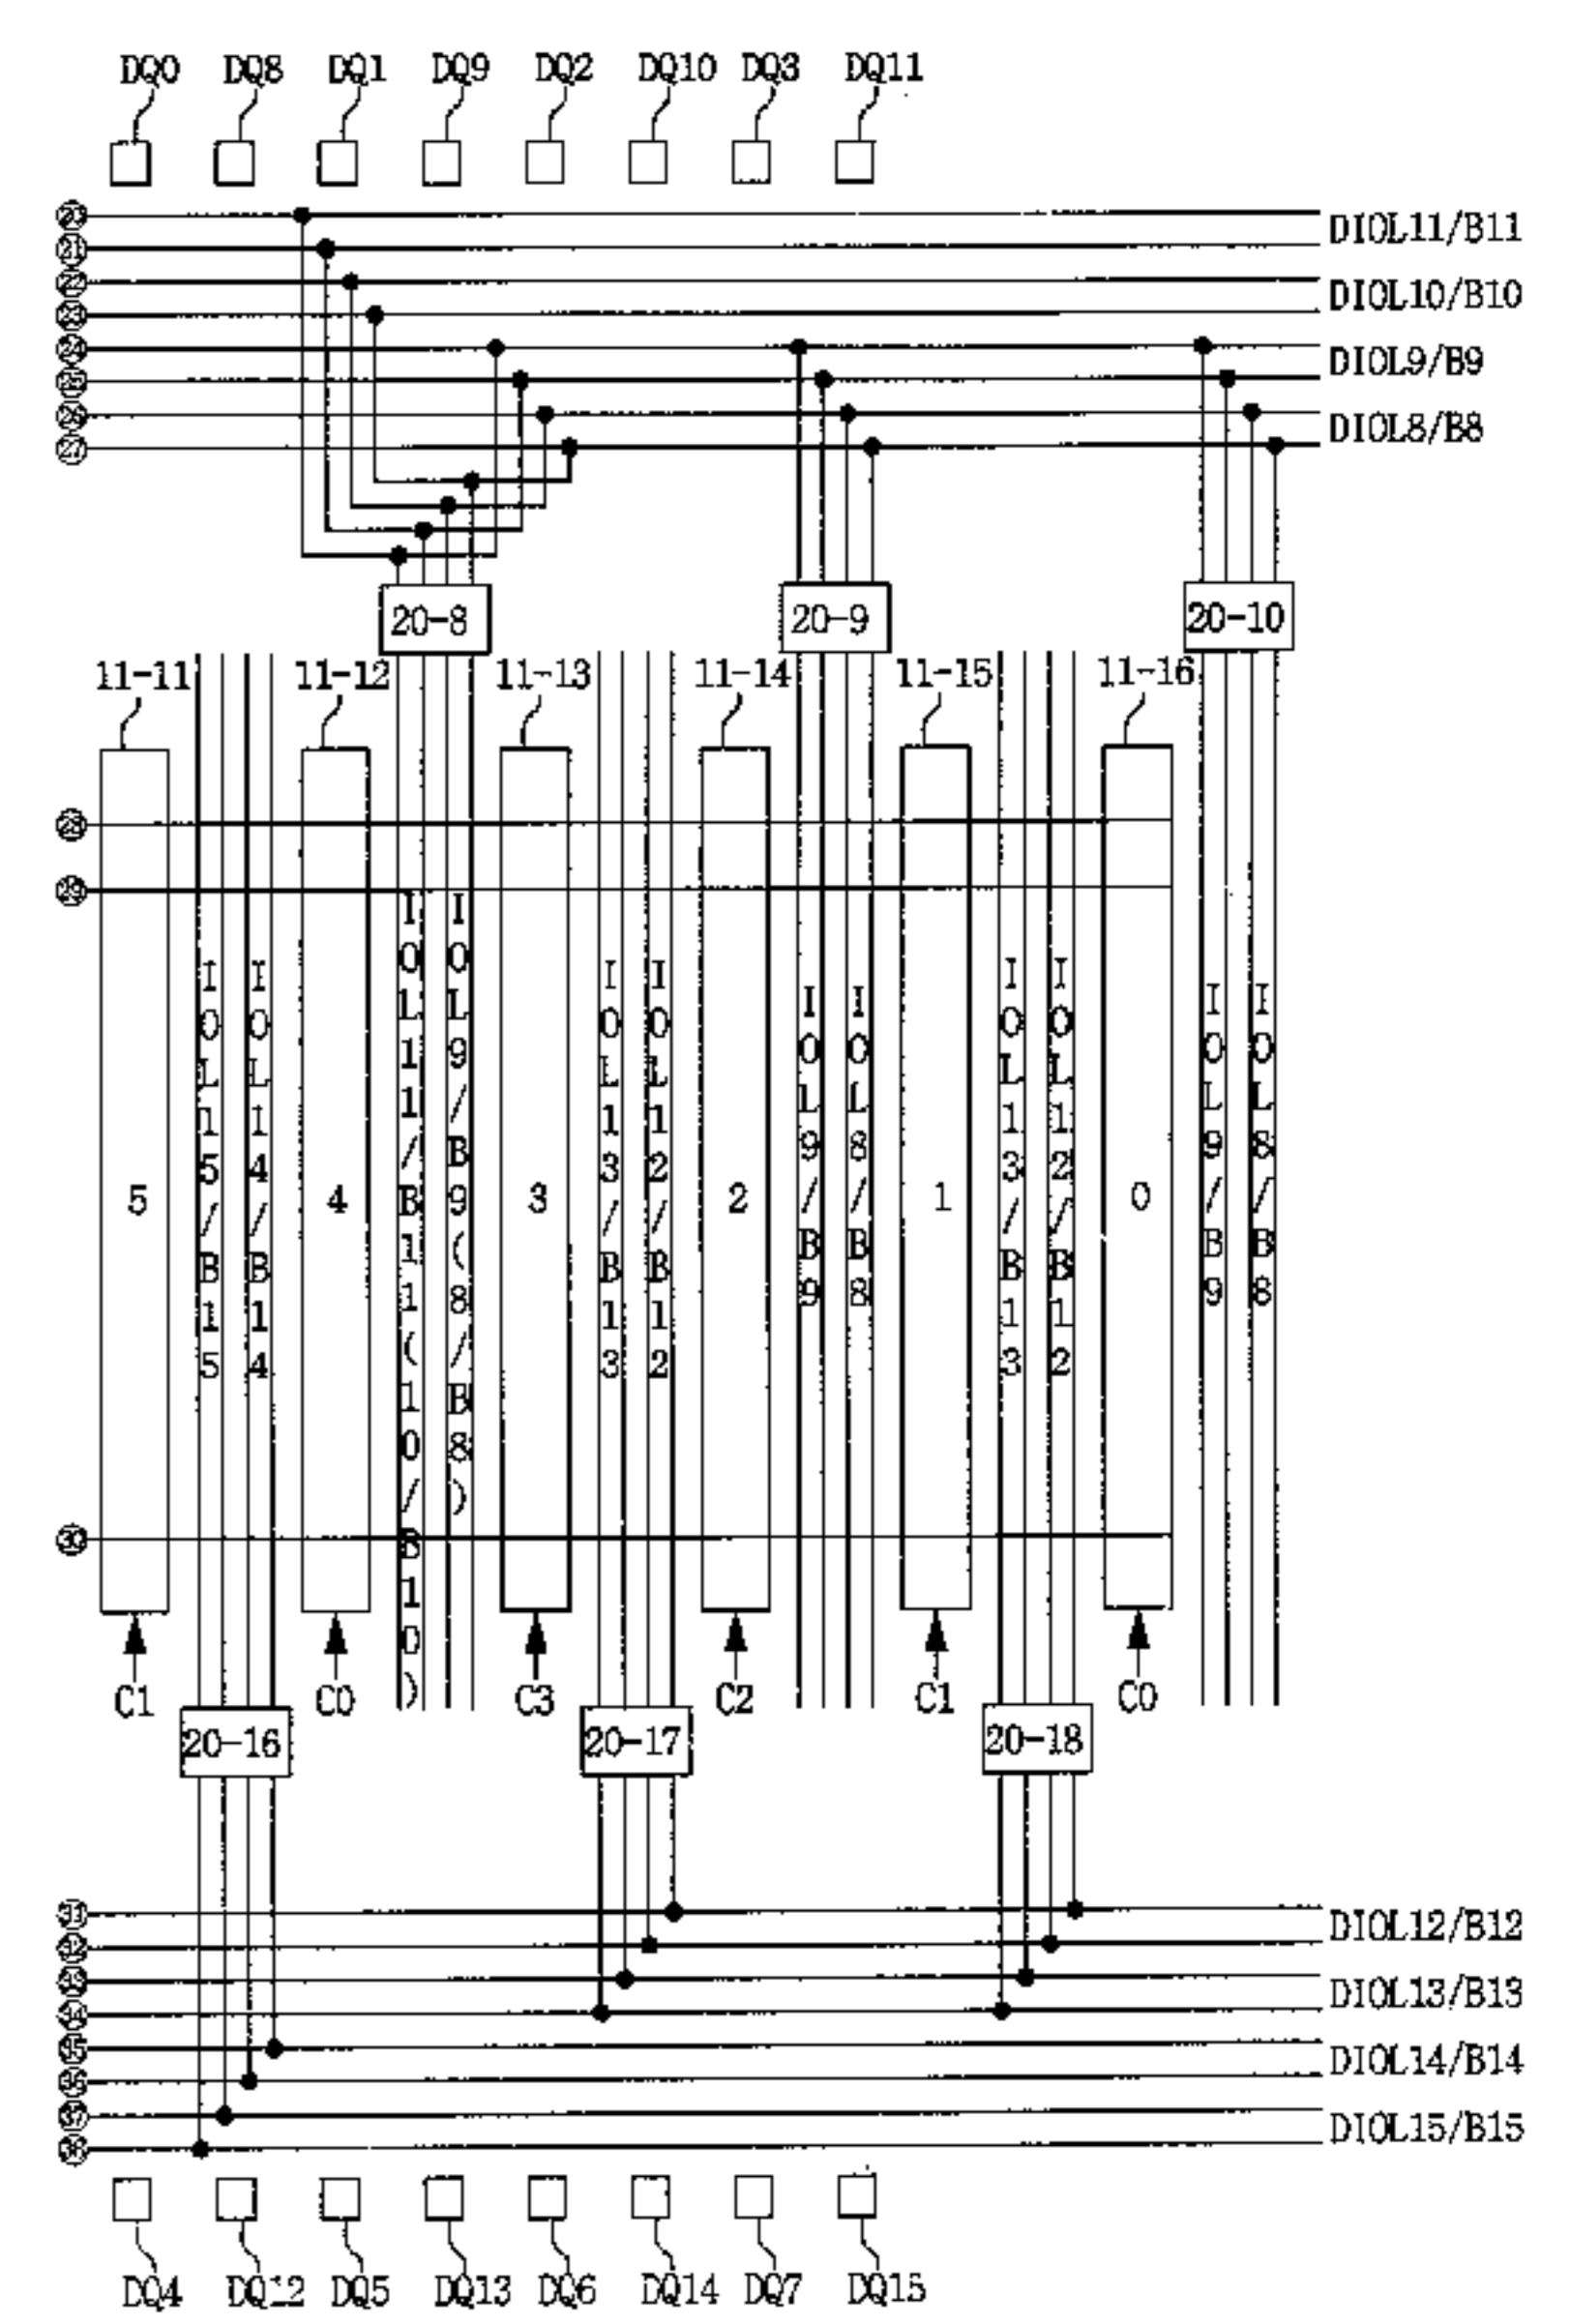 DQ0 DQ8 DQ1 DQ9 DQ2 DQ10 DQ3 DQ11
⑳ DIOL11/B11
㉑
㉒ DIOL10/B10
㉓
㉔ DIOL9/B9
㉕
㉖ DIOL8/B8
㉗
20-8 20-9 20-10
11-11 11-12 11-13 11-14 11-15 11-16
㉘
㉙
IOL15/B15
IOL14/B14
IOL11/B11(10/B10)
IOL9/B9(8/B8)
IOL13/B13
IOL12/B12
IOL9/B9
IOL8/B8
IOL13/B13
IOL12/B12
IOL9/B9
IOL8/B8
5 4 3 2 1 0
㉚
C1 C0 C3 C2 C1 C0
20-16 20-17 20-18
㉛ DIOL12/B12
㉜
㉝ DIOL13/B13
㉞
㉟ DIOL14/B14
㊱
㊲ DIOL15/B15
㊳
DQ4 DQ12 DQ5 DQ13 DQ6 DQ14 DQ7 DQ15